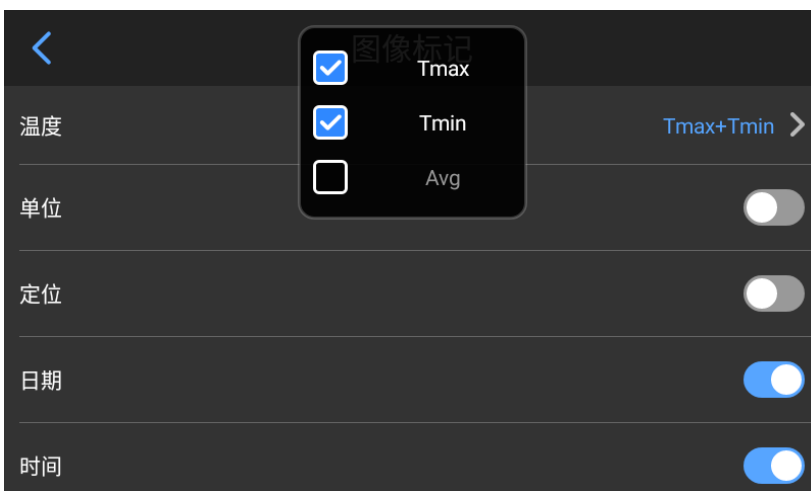 图像标记
Tmax
温度
Tmin
Tmax+Tmin
Avg
单位
定位
日期
时间